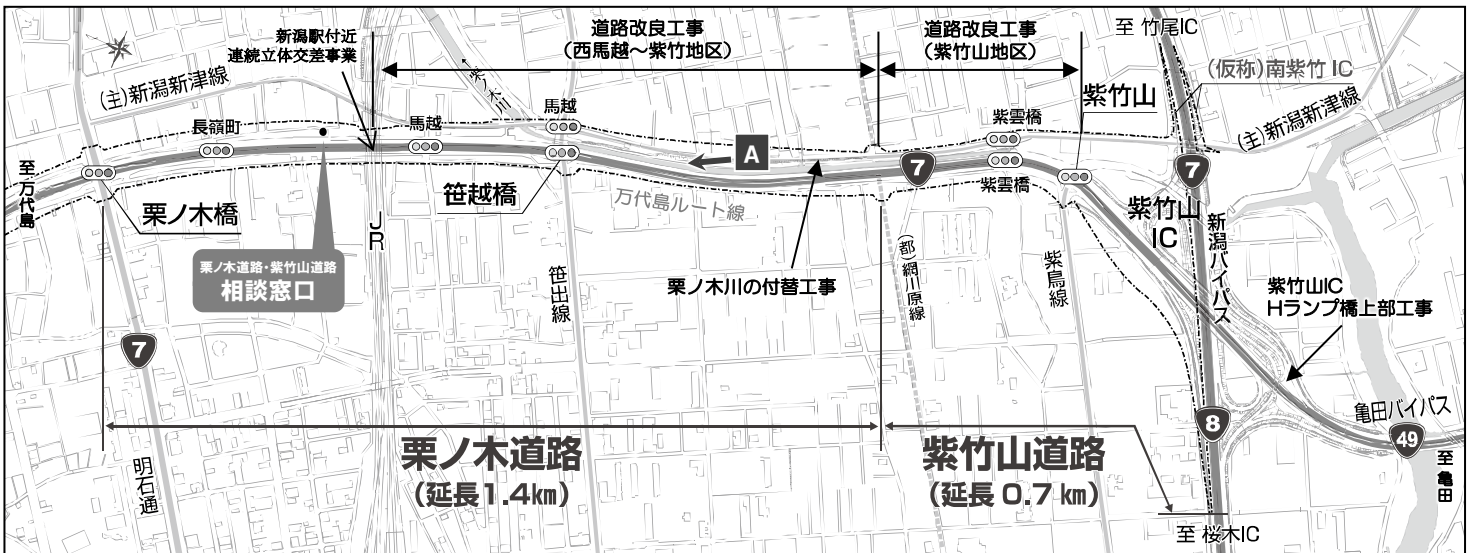 新潟駅付近
連続立体交差事業
道路改良工事
（西馬越～紫竹地区）
道路改良工事
（紫竹山地区）
至 竹尾IC
（仮称）南紫竹 IC
(主)新潟新津線
↑栗ノ木川
紫竹山
(主)新潟新津線
長嶺町
馬越
馬越
紫雲橋
A
7
7
至 万代島
栗ノ木橋
笹越橋
万代島ルート線
紫雲橋
紫竹山
IC
新潟バイパス
JR
栗ノ木道路・紫竹山道路
相談窓口
笹出線
栗ノ木川の付替工事
(都)網川原線
紫鳥線
紫竹山IC
Hランプ橋上部工事
7
8
亀田バイパス
49
至 亀田
明石通
栗ノ木道路
（延長1.4㎞）
紫竹山道路
（延長 0.7 ㎞）
至 桜木IC